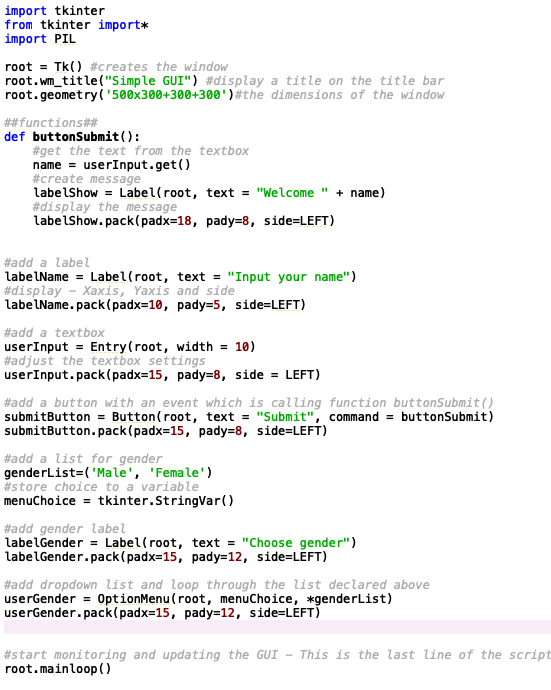 import tkinter
from tkinter import*
import PIL

root = Tk() #creates the window
root.wm_title("Simple GUI") #display a title on the title bar
root.geometry('500x300+300+300')#the dimensions of the window

##functions##
def buttonSubmit():
    #get the text from the textbox
    name = userInput.get()
    #create message
    labelShow = Label(root, text = "Welcome " + name)
    #display the message
    labelShow.pack(padx=18, pady=8, side=LEFT)


#add a label
labelName = Label(root, text = "Input your name")
#display – Xaxis, Yaxis and side
labelName.pack(padx=10, pady=5, side=LEFT)

#add a textbox
userInput = Entry(root, width = 10)
#adjust the textbox settings
userInput.pack(padx=15, pady=8, side = LEFT)

#add a button with an event which is calling function buttonSubmit()
submitButton = Button(root, text = "Submit", command = buttonSubmit)
submitButton.pack(padx=15, pady=8, side=LEFT)

#add a list for gender
genderList=('Male', 'Female')
#store choice to a variable
menuChoice = tkinter.StringVar()

#add gender label
labelGender = Label(root, text = "Choose gender")
labelGender.pack(padx=15, pady=12, side=LEFT)

#add dropdown list and loop through the list declared above
userGender = OptionMenu(root, menuChoice, *genderList)
userGender.pack(padx=15, pady=12, side=LEFT)


#start monitoring and updating the GUI – This is the last line of the script
root.mainloop()